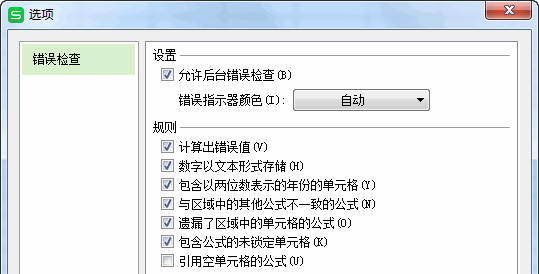 选项
错误检查
设置
允许后台错误检查(B)
错误指示器颜色(I): 自动
规则
计算出错误值(V)
数字以文本形式存储(H)
包含以两位数表示的年份的单元格(Y)
与区域中的其他公式不一致的公式(N)
遗漏了区域中的单元格的公式(O)
包含公式的未锁定单元格(K)
引用空单元格的公式(U)